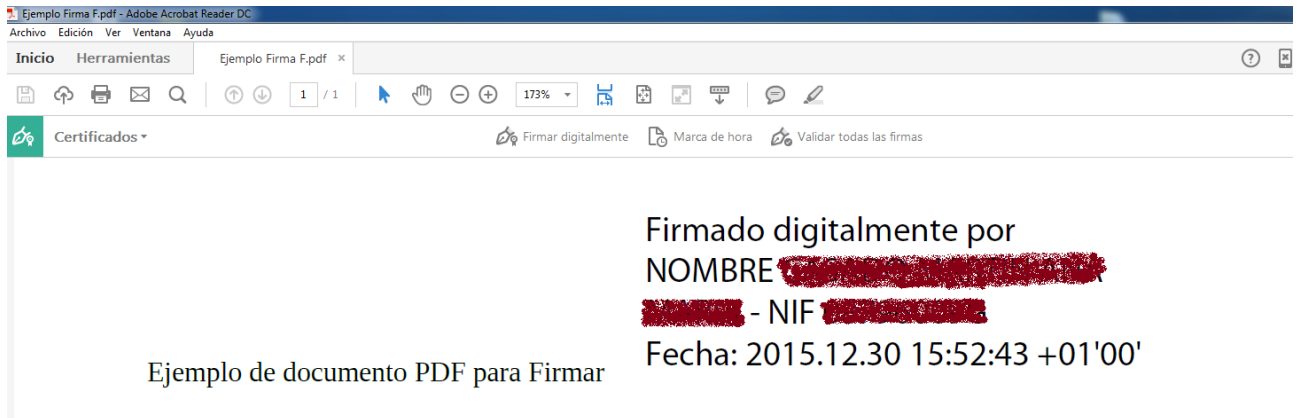 Ejemplo Firma F.pdf - Adobe Acrobat Reader DC
Archivo Edición Ver Ventana Ayuda
Inicio Herramientas Ejemplo Firma F.pdf ×
1 / 1 173%
Certificados Firmar digitalmente Marca de hora Validar todas las firmas
Firmado digitalmente por
NOMBRE
- NIF
Fecha: 2015.12.30 15:52:43 +01'00'
Ejemplo de documento PDF para Firmar